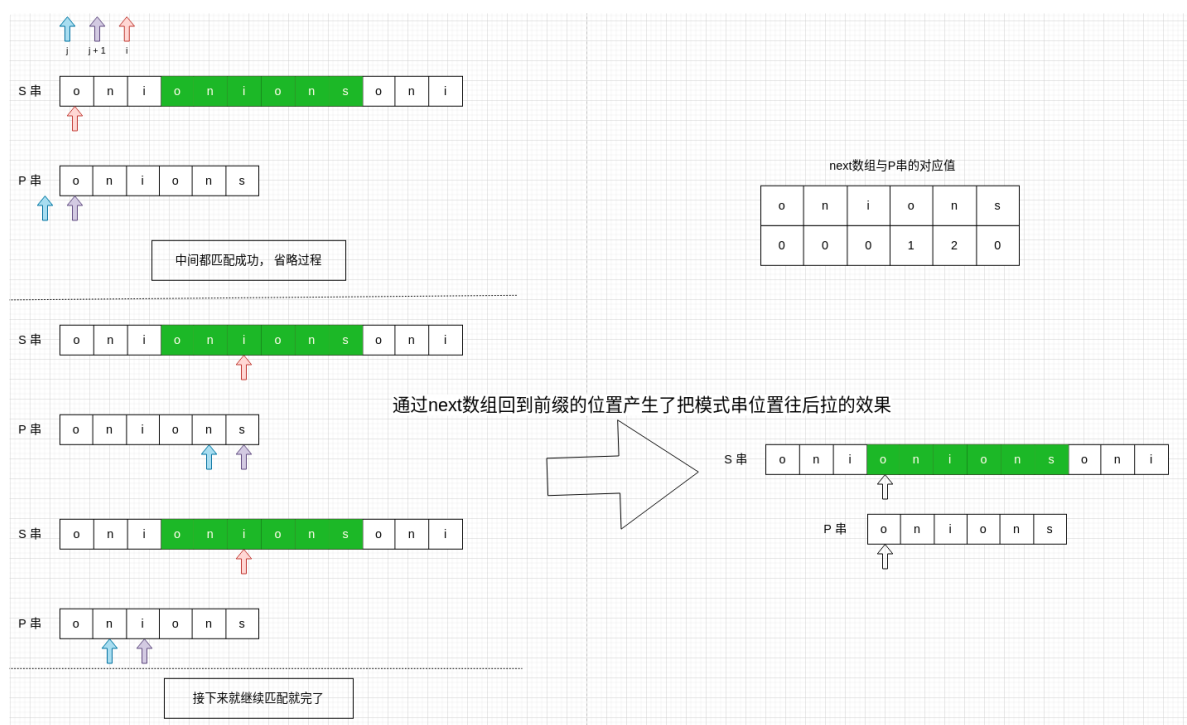 j j + 1 i
S 串 o n i o n i o n s o n i
P 串 o n i o n s
中间都匹配成功， 省略过程
S 串 o n i o n i o n s o n i
P 串 o n i o n s
S 串 o n i o n i o n s o n i
P 串 o n i o n s
接下来就继续匹配就完了
next数组与P串的对应值
o n i o n s
0 0 0 1 2 0
通过next数组回到前缀的位置产生了把模式串位置往后拉的效果
S 串 o n i o n i o n s o n i
P 串 o n i o n s